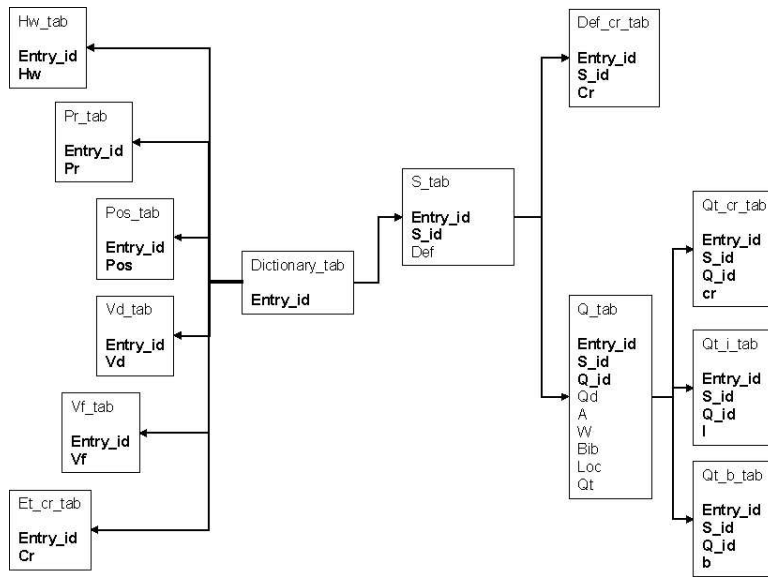 Hw_tab
Entry_id
Hw
Pr_tab
Entry_id
Pr
Pos_tab
Entry_id
Pos
Vd_tab
Entry_id
Vd
Vf_tab
Entry_id
Vf
Et_cr_tab
Entry_id
Cr
Dictionary_tab
Entry_id
S_tab
Entry_id
S_id
Def
Def_cr_tab
Entry_id
S_id
Cr
Q_tab
Entry_id
S_id
Q_id
Qd
A
W
Bib
Loc
Qt
Qt_cr_tab
Entry_id
S_id
Q_id
cr
Qt_i_tab
Entry_id
S_id
Q_id
I
Qt_b_tab
Entry_id
S_id
Q_id
b